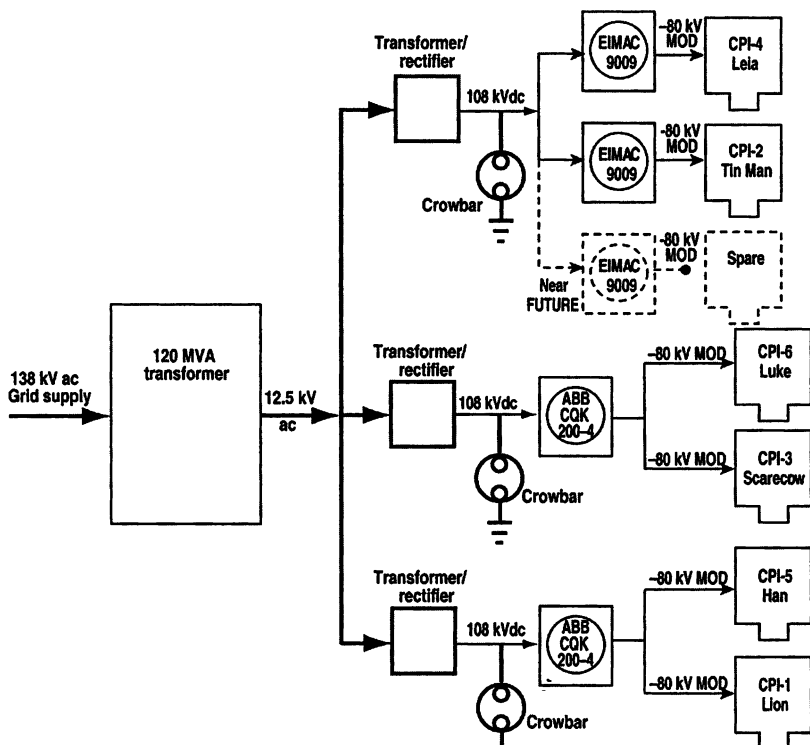 Transformer/
rectifier
108 kVdc
Crowbar
EIMAC
9009
–80 kV
MOD
CPI-4
Leia
EIMAC
9009
–80 kV
MOD
CPI-2
Tin Man
Near
FUTURE
EIMAC
9009
–80 kV
MOD
Spare
138 kV ac
Grid supply
120 MVA
transformer
12.5 kV
ac
Transformer/
rectifier
108 kVdc
Crowbar
ABB
CQK
200–4
–80 kV MOD
CPI-6
Luke
–80 kV MOD
CPI-3
Scarecow
Transformer/
rectifier
108 kVdc
Crowbar
ABB
CQK
200–4
–80 kV MOD
CPI-5
Han
–80 kV MOD
CPI-1
Lion